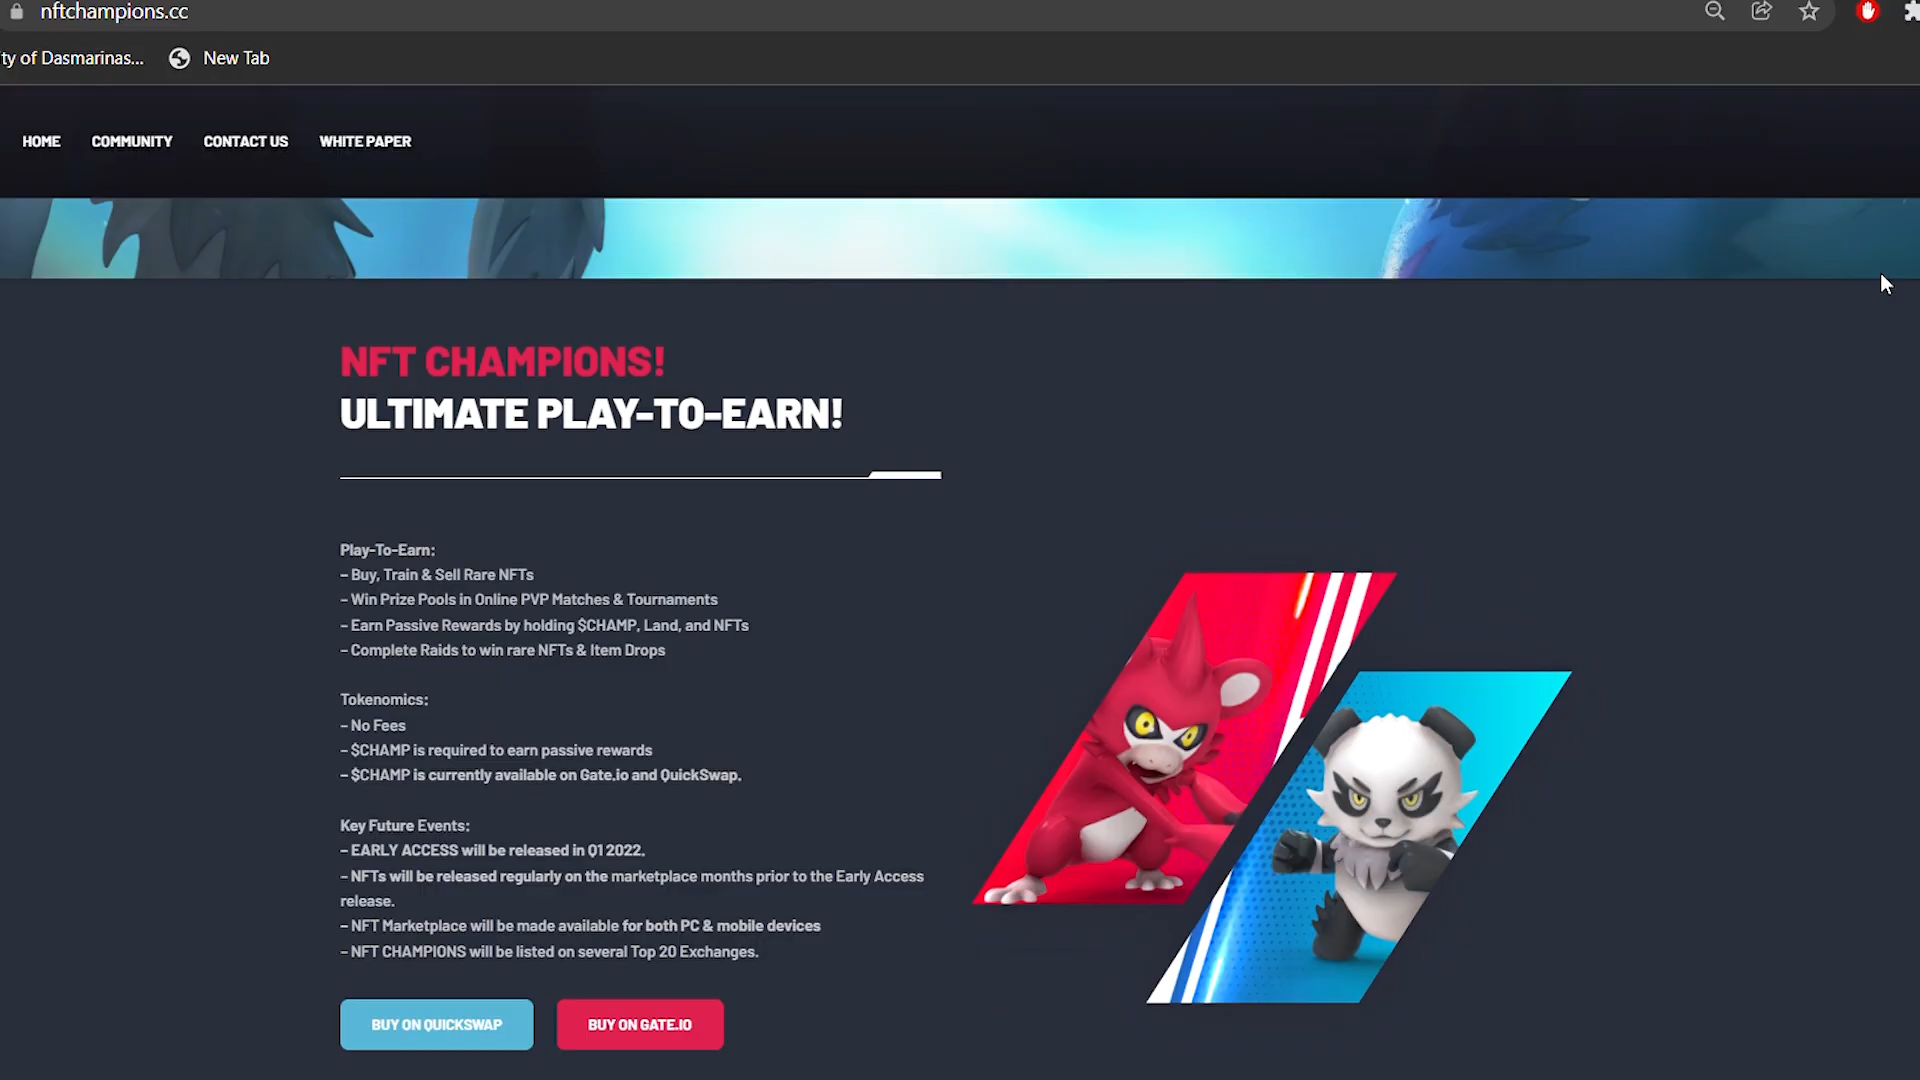 nftchampions.cc
ty of Dasmarinas...
New Tab
HOME
COMMUNITY
CONTACT US
WHITE PAPER
NFT CHAMPIONS!
ULTIMATE PLAY-TO-EARN!
Play-To-Earn:
– Buy, Train & Sell Rare NFTs
– Win Prize Pools in Online PVP Matches & Tournaments
– Earn Passive Rewards by holding $CHAMP, Land, and NFTs
– Complete Raids to win rare NFTs & Item Drops
Tokenomics:
– No Fees
– $CHAMP is required to earn passive rewards
– $CHAMP is currently available on Gate.io and QuickSwap.
Key Future Events:
– EARLY ACCESS will be released in Q1 2022.
– NFTs will be released regularly on the marketplace months prior to the Early Access
release.
– NFT Marketplace will be made available for both PC & mobile devices
– NFT CHAMPIONS will be listed on several Top 20 Exchanges.
BUY ON QUICKSWAP
BUY ON GATE.IO